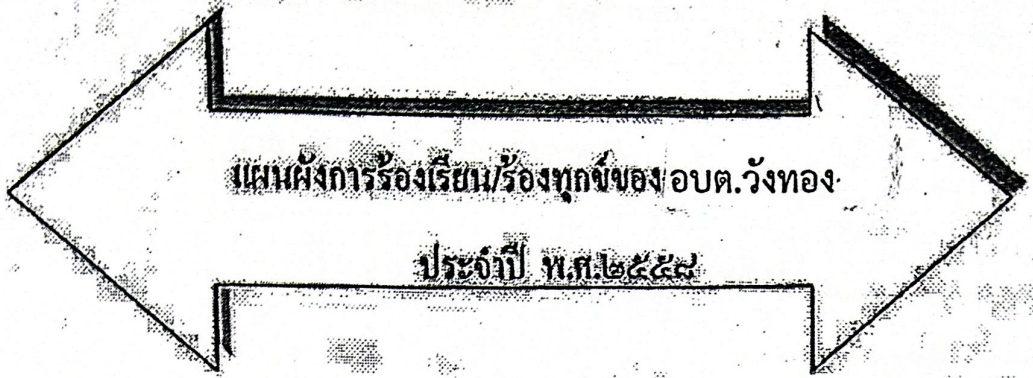 แผนผังการร้องเรียน/ร้องทุกข์ของ อบต.วังทอง
ประจำปี พ.ศ.๒๕๕๘